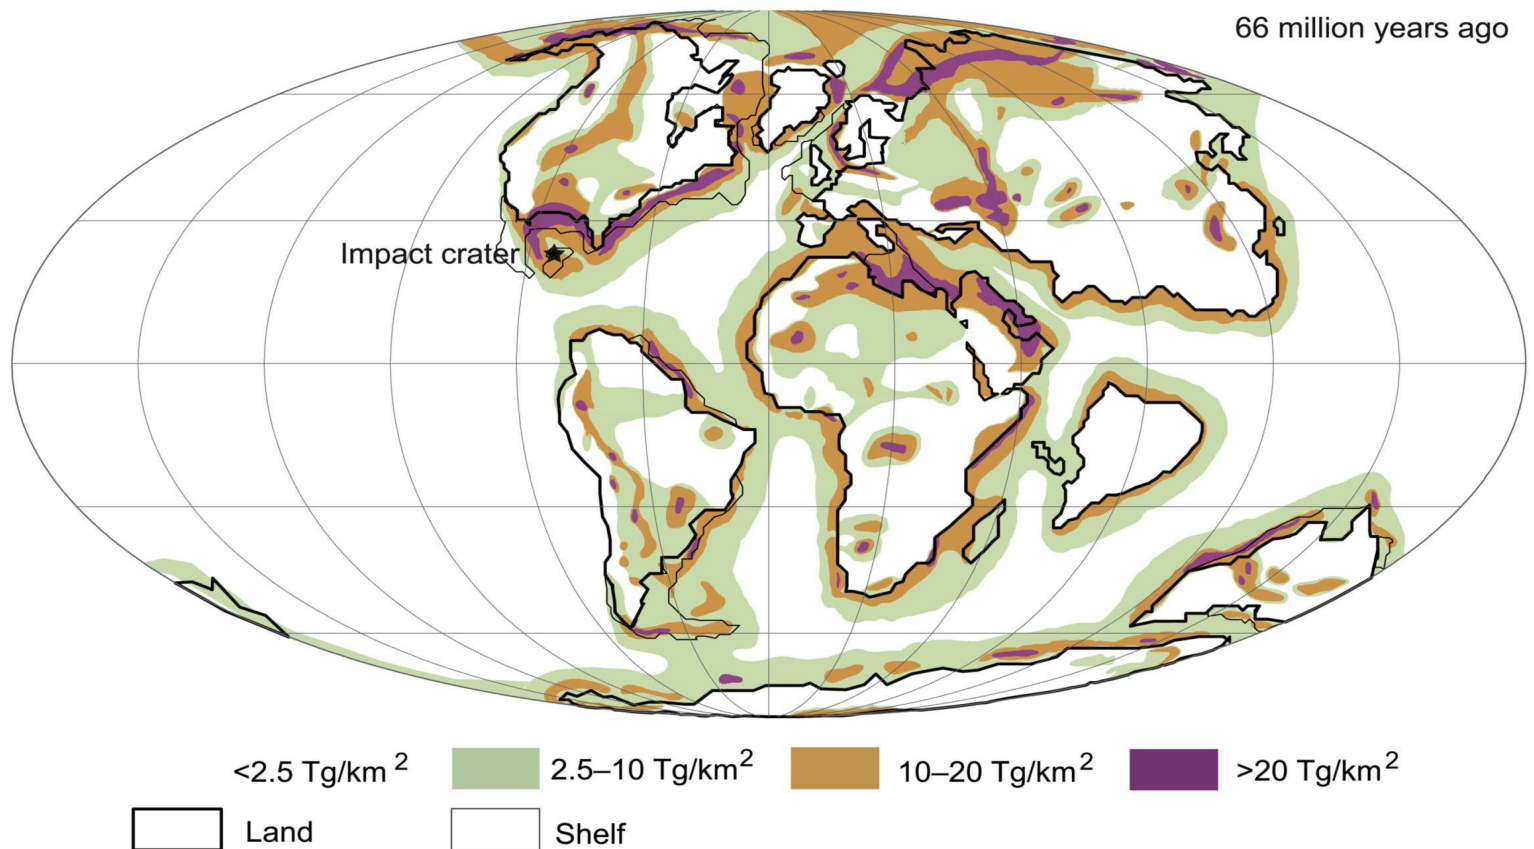 66 million years ago
Impact crater
<2.5 Tg/km² 2.5–10 Tg/km² 10–20 Tg/km² >20 Tg/km²
Land Shelf